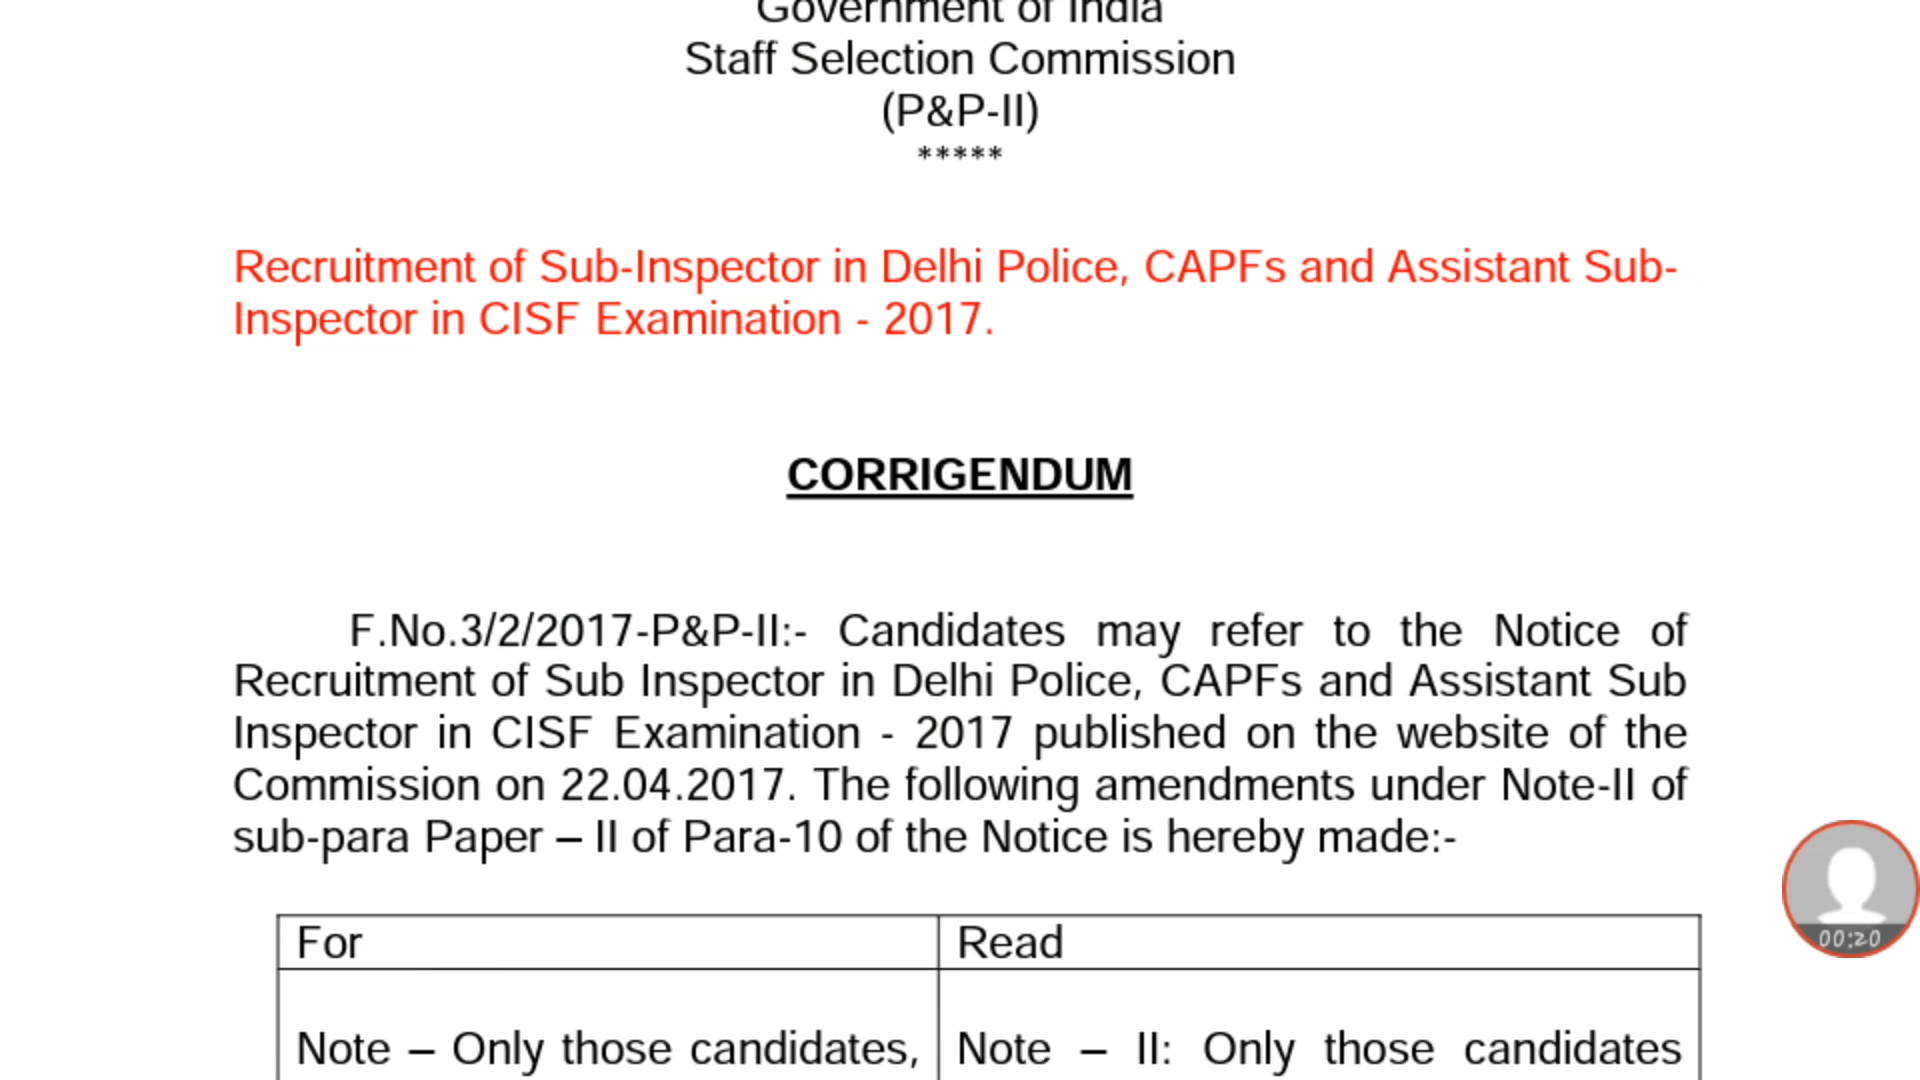 Government of India
Staff Selection Commission
(P&P-II)
*****
Recruitment of Sub-Inspector in Delhi Police, CAPFs and Assistant Sub-
Inspector in CISF Examination - 2017.
CORRIGENDUM
F.No.3/2/2017-P&P-II:- Candidates may refer to the Notice of
Recruitment of Sub Inspector in Delhi Police, CAPFs and Assistant Sub
Inspector in CISF Examination - 2017 published on the website of the
Commission on 22.04.2017. The following amendments under Note-II of
sub-para Paper – II of Para-10 of the Notice is hereby made:-
For
Read
Note – Only those candidates,
Note – II: Only those candidates
00:20